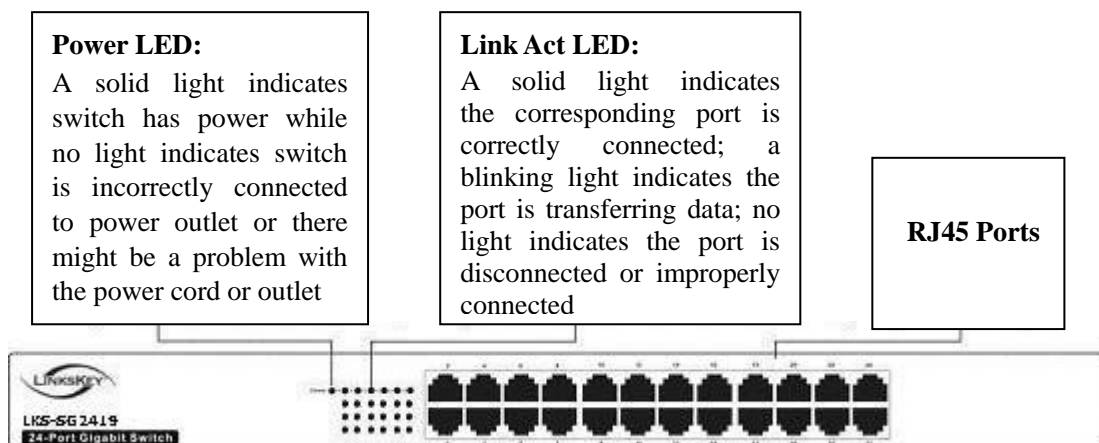 Power LED:
A solid light indicates
switch has power while
no light indicates switch
is incorrectly connected
to power outlet or there
might be a problem with
the power cord or outlet
Link Act LED:
A solid light indicates
the corresponding port is
correctly connected; a
blinking light indicates the
port is transferring data; no
light indicates the port is
disconnected or improperly
connected
RJ45 Ports
LINKSKEY
LKS-SG2419
24-Port Gigabit Switch